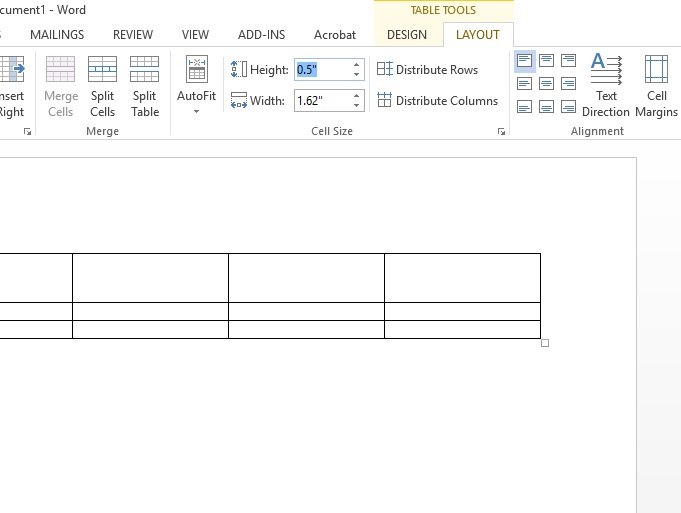 cument1 - Word
TABLE TOOLS
MAILINGS REVIEW VIEW ADD-INS Acrobat DESIGN LAYOUT
Height: 0.5"
Distribute Rows
nsert
Right
Merge
Cells
Split
Cells
Split
Table
AutoFit
Width: 1.62"
Distribute Columns
A
Text
Direction
Cell
Margins
Merge
Cell Size
Alignment